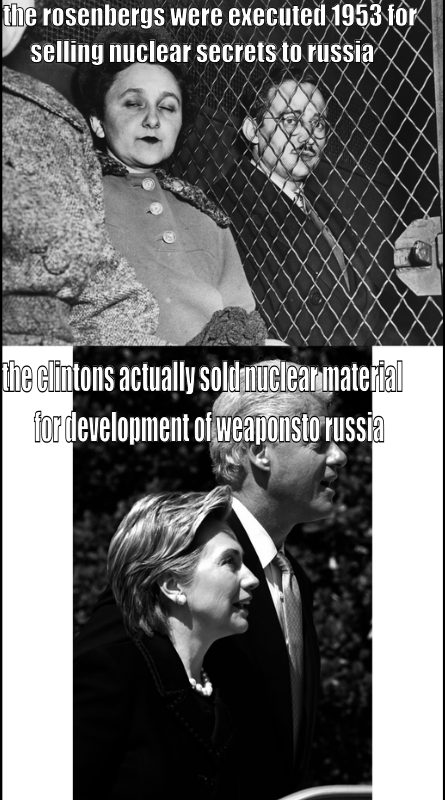 the rosenbergs were executed 1953 for
selling nuclear secrets to russia
the clintons actually sold nuclear material
for development of weaponsto russia